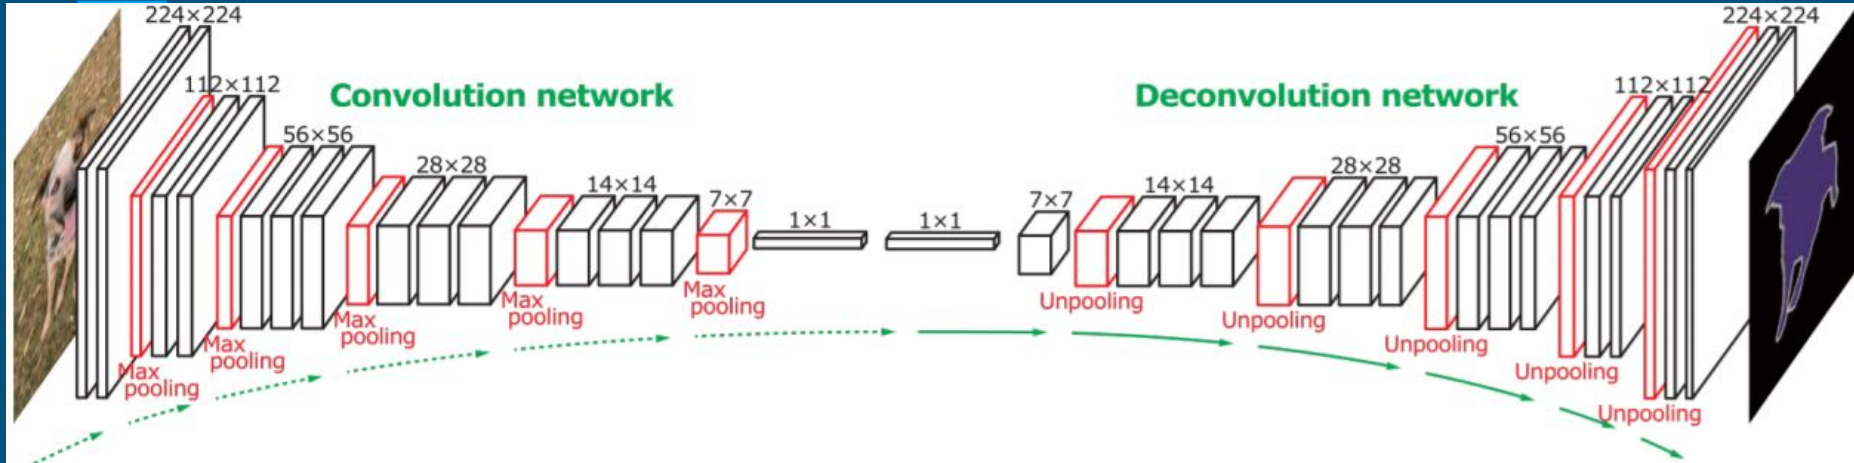 224×224
112×112
Convolution network
56×56
28×28
14×14
7×7
1×1
1×1
7×7
14×14
28×28
56×56
Deconvolution network
112×112
224×224
Max
pooling
Max
pooling
Max
pooling
Max
pooling
Max
pooling
Unpooling
Unpooling
Unpooling
Unpooling
Unpooling